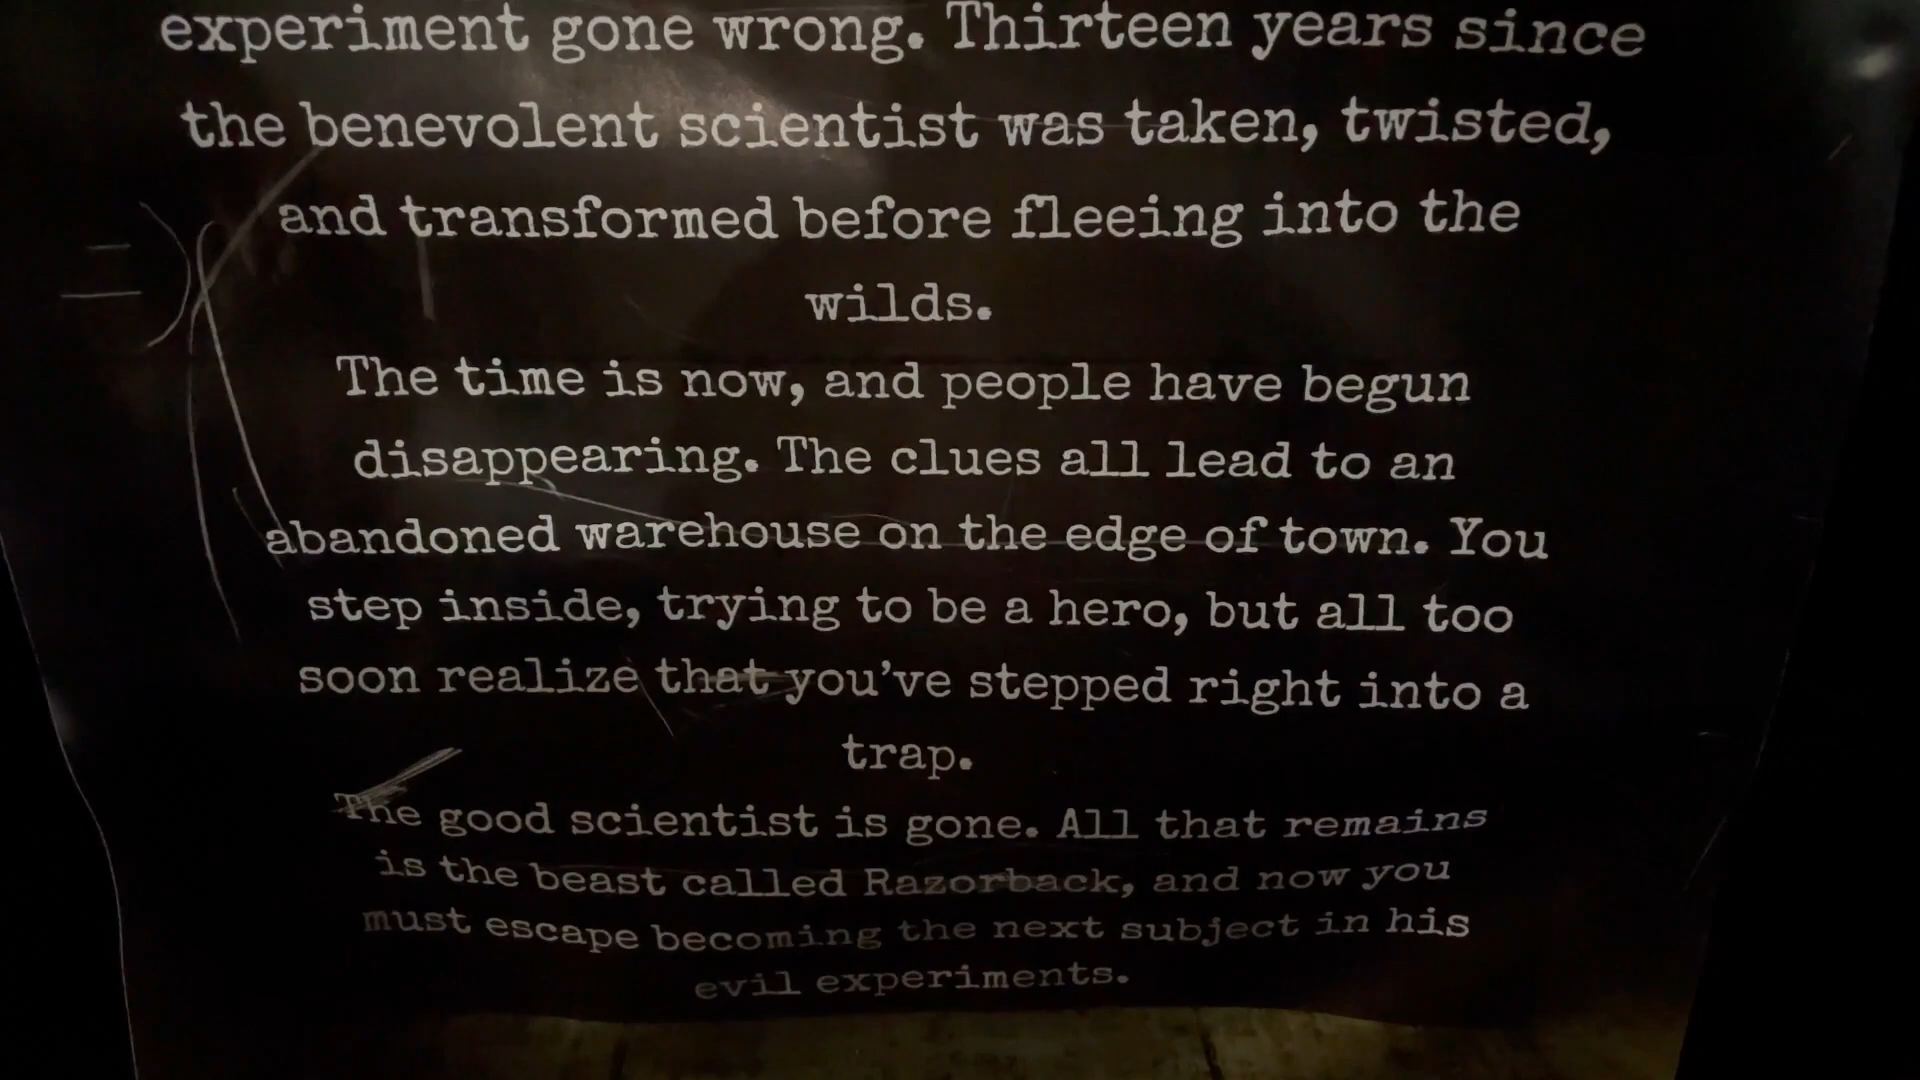 experiment gone wrong. Thirteen years since
the benevolent scientist was taken, twisted,
and transformed before fleeing into the
wilds.
The time is now, and people have begun
disappearing. The clues all lead to an
abandoned warehouse on the edge of town. You
step inside, trying to be a hero, but all too
soon realize that you've stepped right into a
trap.
The good scientist is gone. All that remains
is the beast called Razorback, and now you
must escape becoming the next subject in his
evil experiments.